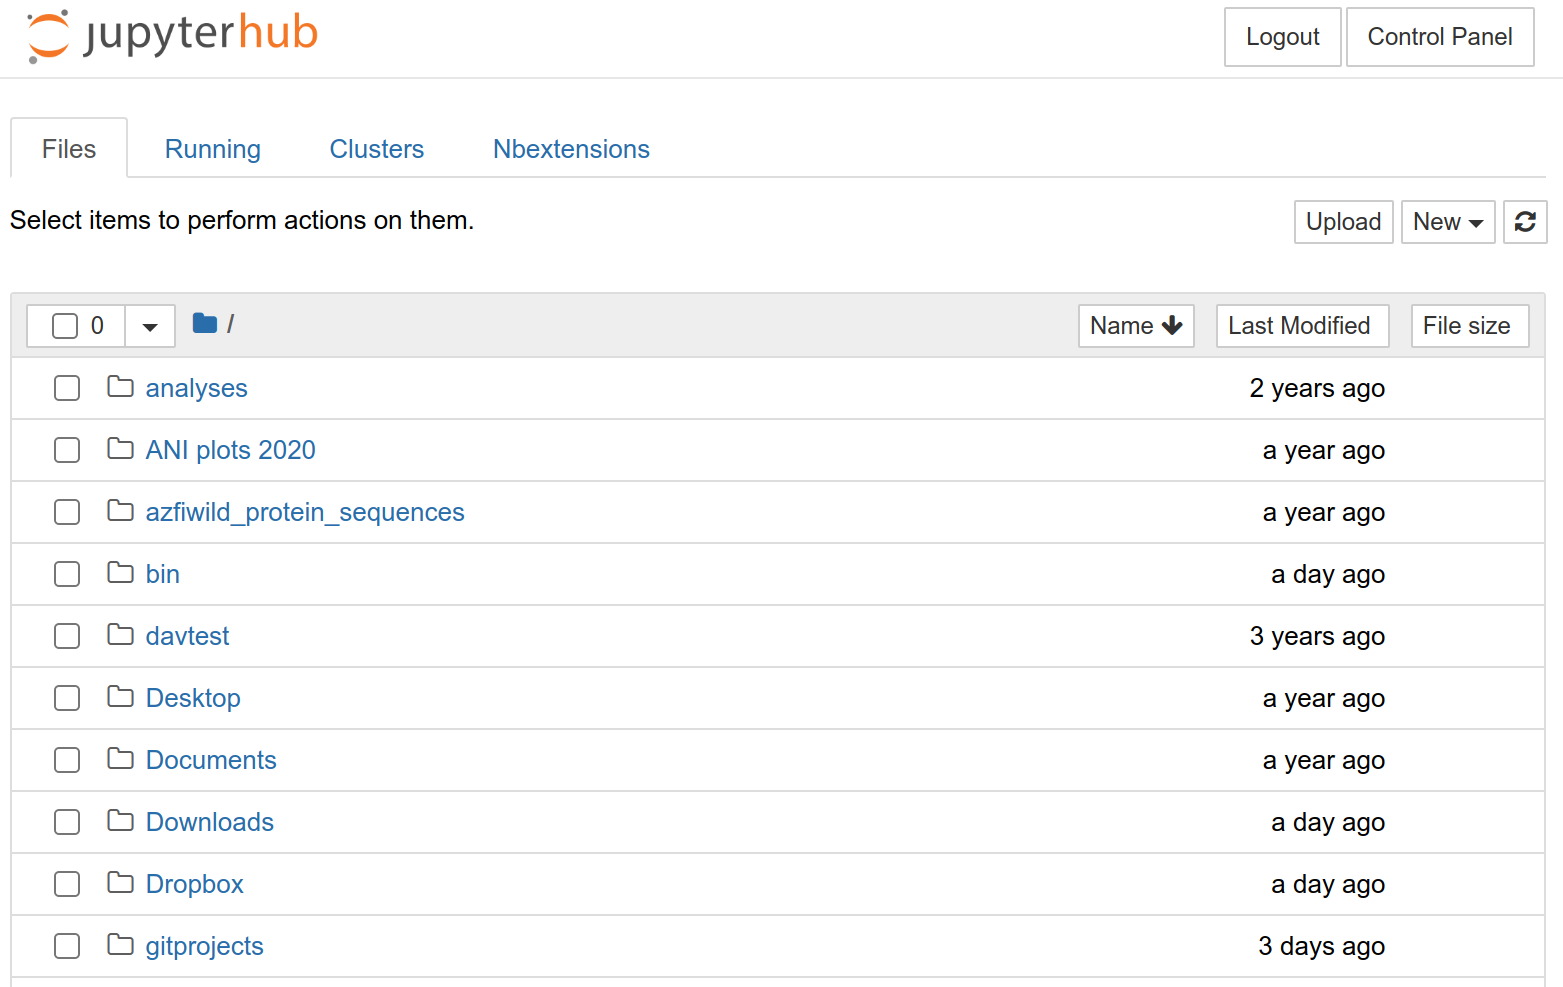 jupyterhub
Logout Control Panel
Files Running Clusters Nbextensions
Select items to perform actions on them.
Upload New
0 / Name Last Modified File size
analyses 2 years ago
ANI plots 2020 a year ago
azfiwild_protein_sequences a year ago
bin a day ago
davtest 3 years ago
Desktop a year ago
Documents a year ago
Downloads a day ago
Dropbox a day ago
gitprojects 3 days ago